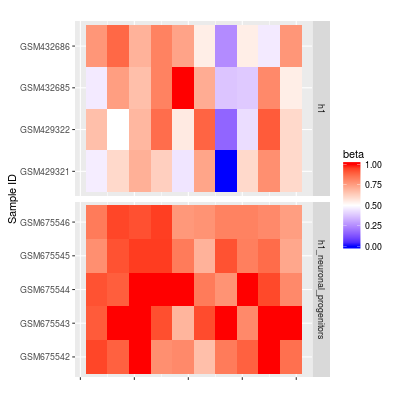 Sample ID
GSM432686
GSM432685
GSM429322
GSM429321
h1
GSM675546
GSM675545
GSM675544
GSM675543
GSM675542
h1_neuronal_progenitors
beta
1.00
0.75
0.50
0.25
0.00